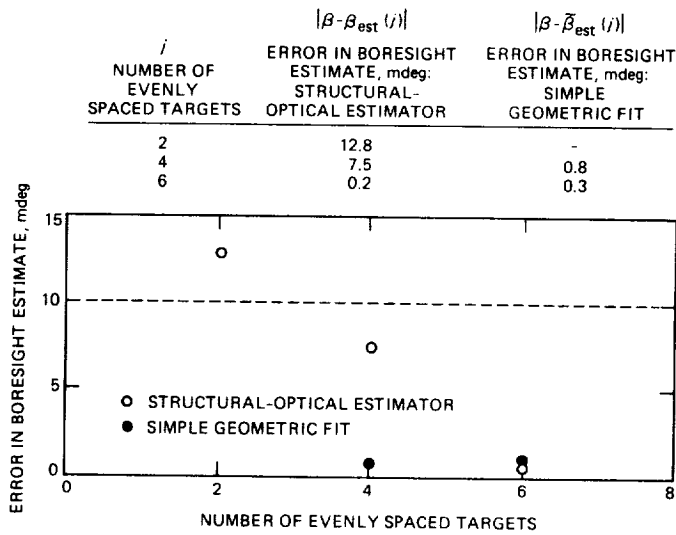 i
NUMBER OF
EVENLY
SPACED TARGETS
|β-βest (i)|
ERROR IN BORESIGHT
ESTIMATE, mdeg:
STRUCTURAL-
OPTICAL ESTIMATOR
|β-β̃est (i)|
ERROR IN BORESIGHT
ESTIMATE, mdeg:
SIMPLE
GEOMETRIC FIT
2 12.8 -
4 7.5 0.8
6 0.2 0.3
ERROR IN BORESIGHT ESTIMATE, mdeg
15
10
5
0
STRUCTURAL-OPTICAL ESTIMATOR
SIMPLE GEOMETRIC FIT
0 2 4 6 8
NUMBER OF EVENLY SPACED TARGETS